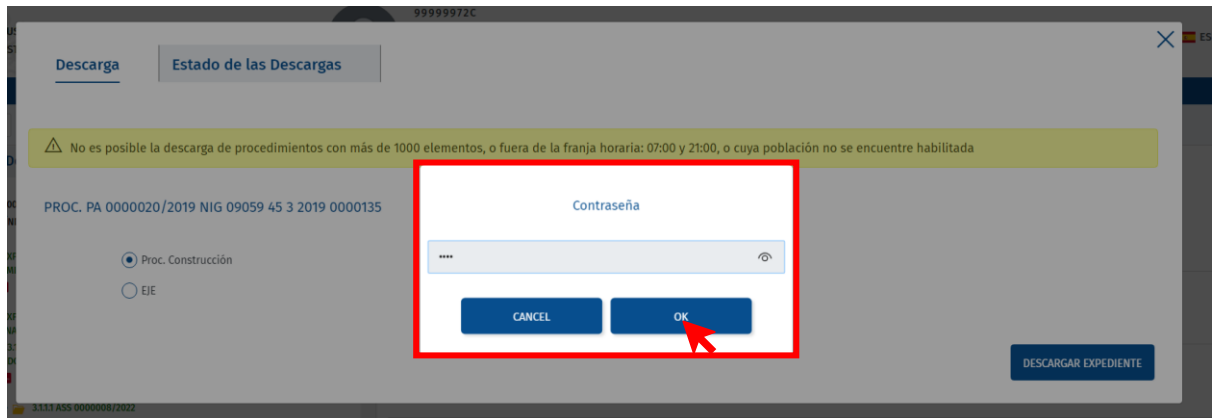 99999972C
ES
Descarga
Estado de las Descargas
No es posible la descarga de procedimientos con más de 1000 elementos, o fuera de la franja horaria: 07:00 y 21:00, o cuya población no se encuentre habilitada
PROC. PA 0000020/2019 NIG 09059 45 3 2019 0000135
Contraseña
Proc. Construcción
••••
EJE
CANCEL
OK
DESCARGAR EXPEDIENTE
3.1.1.1 ASS 0000008/2022